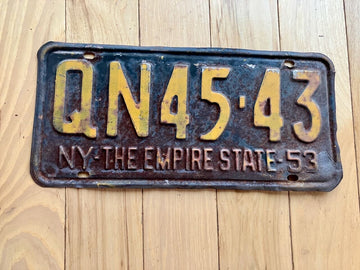 QN45·43
NY-THE EMPIRE STATE-53